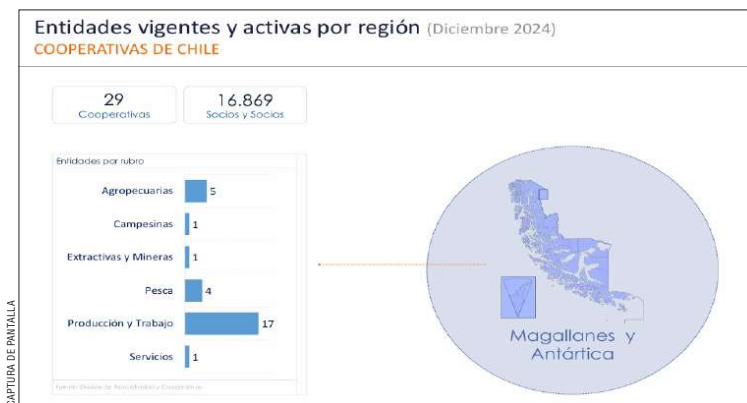 Entidades vigentes y activas por región (Diciembre 2024)
COOPERATIVAS DE CHILE
29
Cooperativas
16.869
Socios y Socias
Entidades por rubro
Agropecuarias 5
Campesinas 1
Extractivas y Mineras 1
Pesca 4
Producción y Trabajo 17
Servicios 1
Magallanes y
Antártica
CAPTURA DE PANTALLA